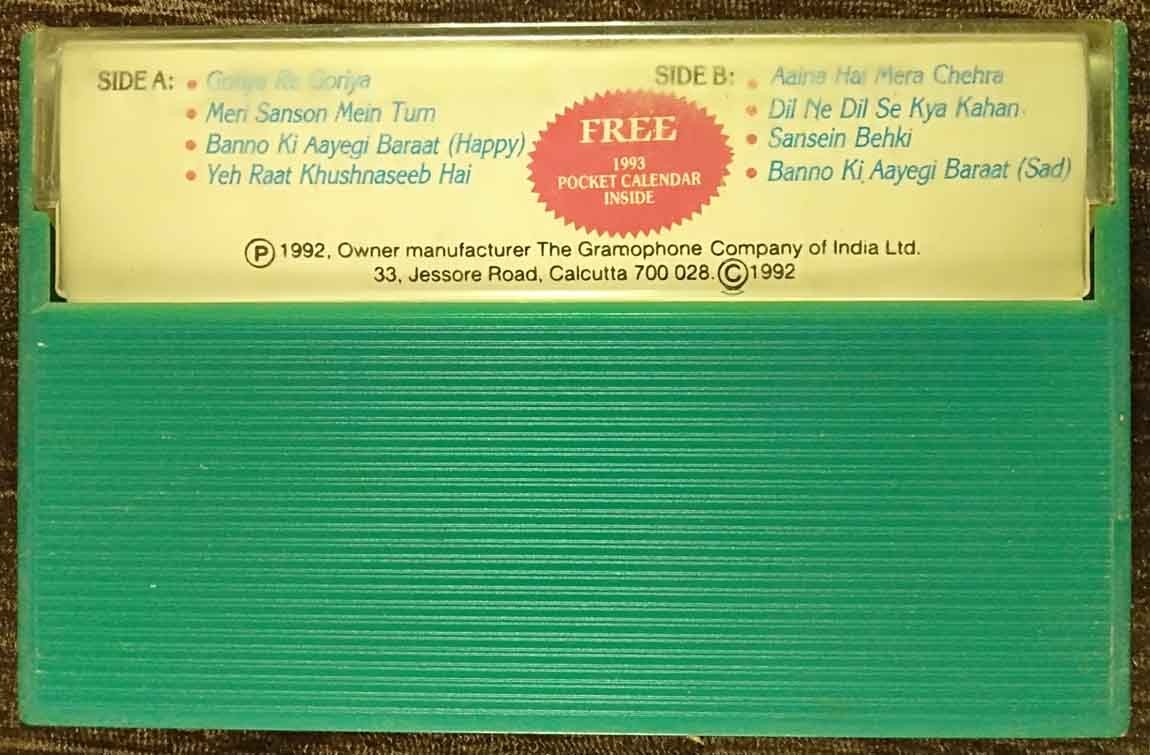 SIDE A: • Goriya Re Goriya
• Meri Sanson Mein Tum
• Banno Ki Aayegi Baraat (Happy)
• Yeh Raat Khushnaseeb Hai
FREE
1993
POCKET CALENDAR
INSIDE
SIDE B: • Aaina Hai Mera Chehra
• Dil Ne Dil Se Kya Kahan
• Sansein Behki
• Banno Ki Aayegi Baraat (Sad)
Ⓟ 1992, Owner manufacturer The Gramophone Company of India Ltd.
33, Jessore Road, Calcutta 700 028. © 1992